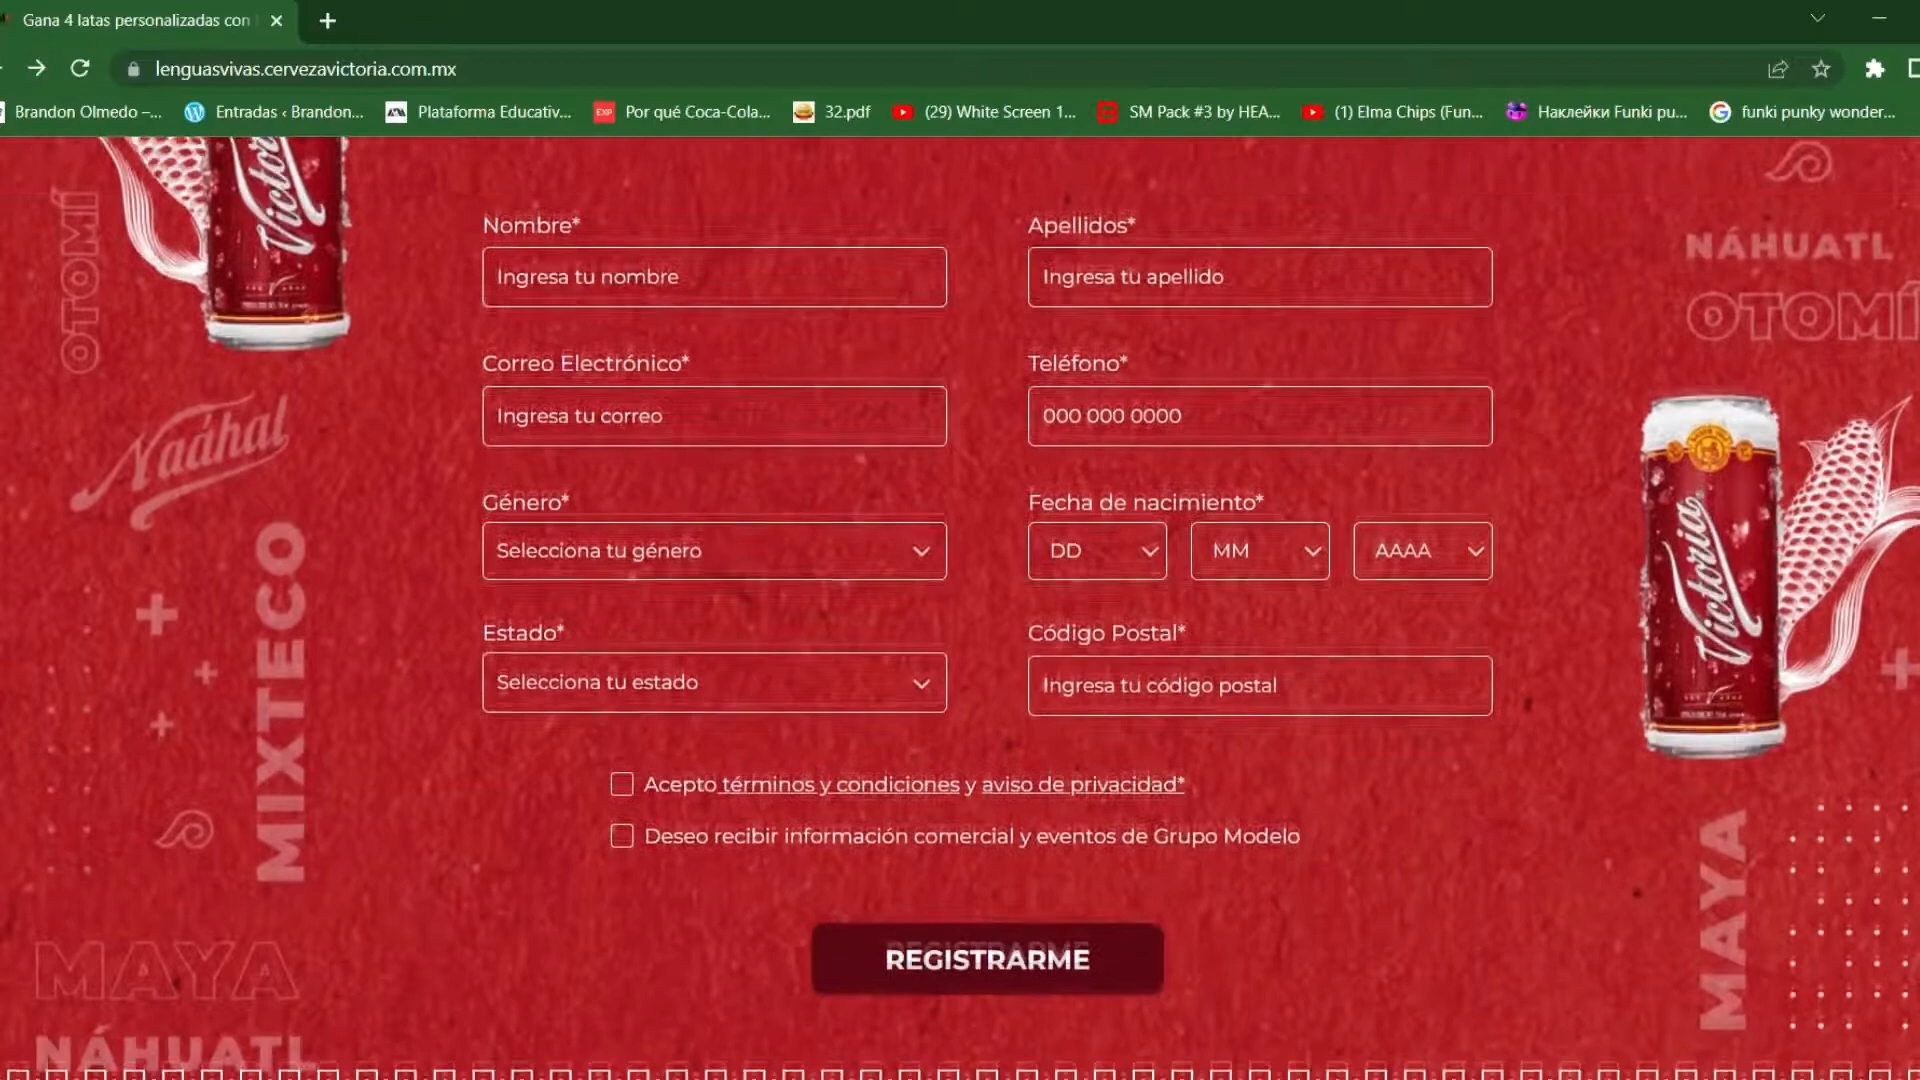 Gana 4 latas personalizadas con
lenguasvivas.cervezavictoria.com.mx
Brandon Olmedo –...
Entradas ‹ Brandon...
Plataforma Educativ...
EXP
Por qué Coca-Cola...
32.pdf
(29) White Screen 1...
SM Pack #3 by HEA...
(1) Elma Chips (Fun...
Наклейки Funki pu...
funki punky wonder...
Victoria
OTOMÍ
Nombre*
Apellidos*
Ingresa tu nombre
Ingresa tu apellido
NÁHUATL
OTOMÍ
Correo Electrónico*
Teléfono*
Ingresa tu correo
000 000 0000
Naáhal
Género*
Fecha de nacimiento*
Selecciona tu género
DD
MM
AAAA
Victoria
MIXTECO
Estado*
Código Postal*
Selecciona tu estado
Ingresa tu código postal
Acepto términos y condiciones y aviso de privacidad*
Deseo recibir información comercial y eventos de Grupo Modelo
MAYA
REGISTRARME
MAYA
NÁHUATL